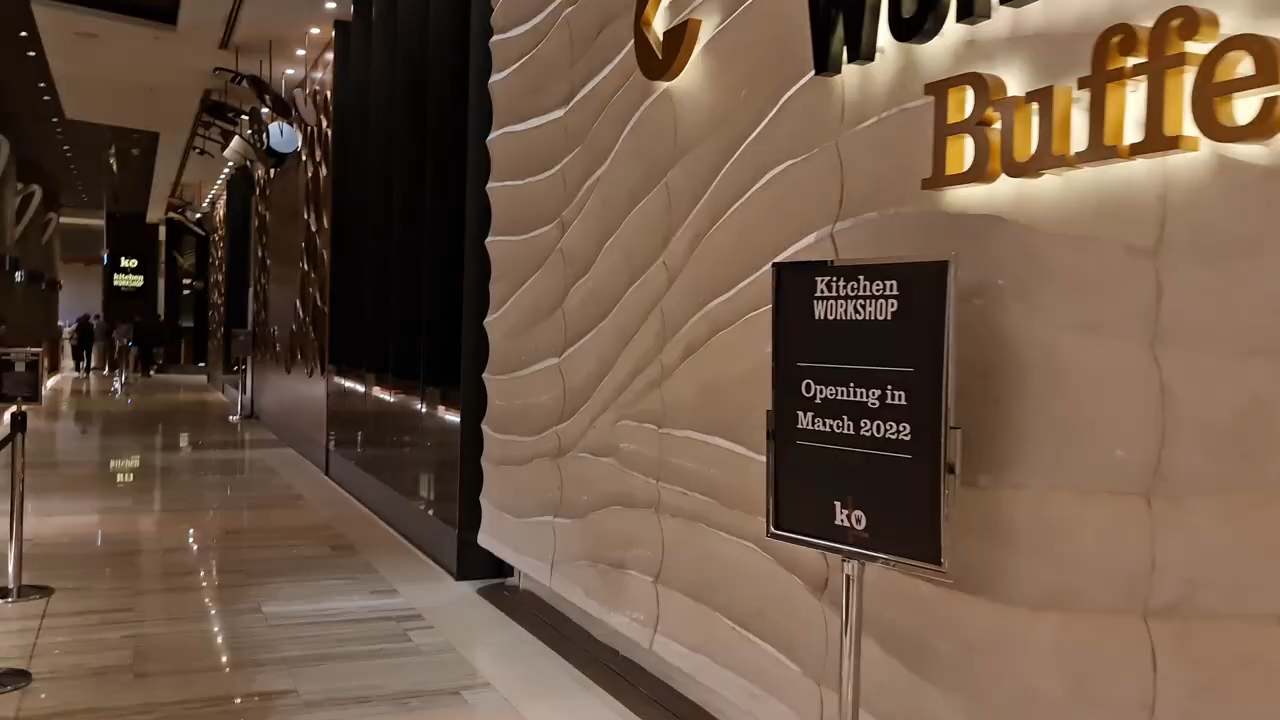 Buffe
Kitchen
WORKSHOP
Opening in
March 2022
kw
ko
kitchen
WORKSHOP